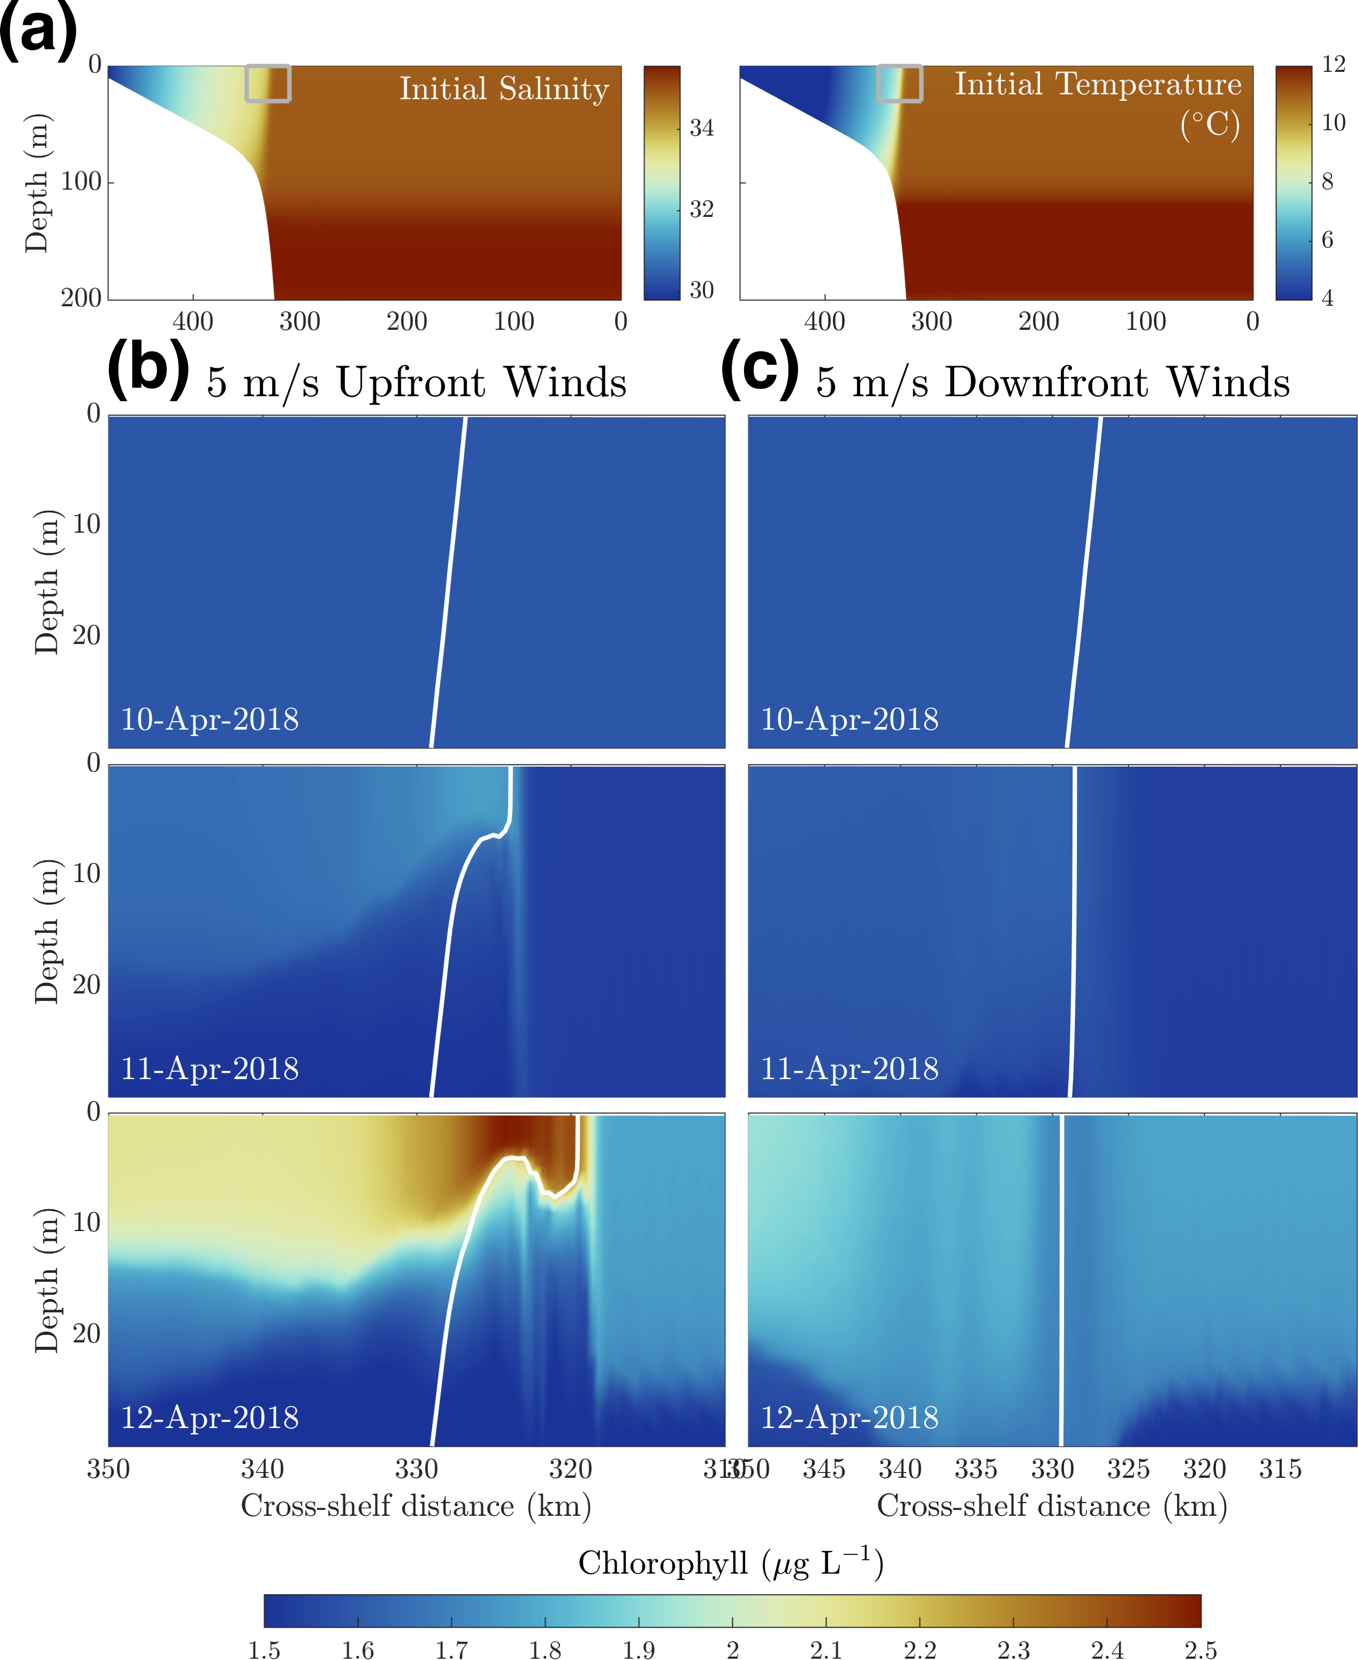 (a)
Initial Salinity
Depth (m)
0
100
200
400
300
200
100
0
34
32
30
Initial Temperature
(°C)
400
300
200
100
0
12
10
8
6
4
(b) 5 m/s Upfront Winds
(c) 5 m/s Downfront Winds
Depth (m)
0
10
20
10-Apr-2018
10-Apr-2018
Depth (m)
0
10
20
11-Apr-2018
11-Apr-2018
Depth (m)
0
10
20
12-Apr-2018
12-Apr-2018
350
340
330
320
310
350
345
340
335
330
325
320
315
Cross-shelf distance (km)
Cross-shelf distance (km)
Chlorophyll (μg L⁻¹)
1.5
1.6
1.7
1.8
1.9
2
2.1
2.2
2.3
2.4
2.5